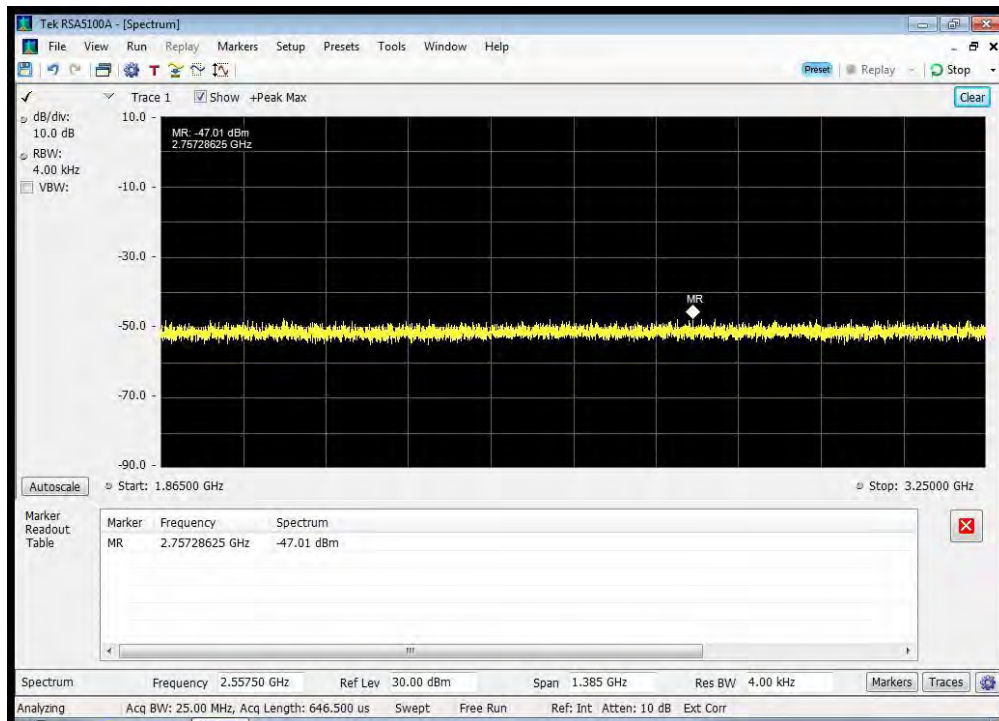 Tek RSA5100A - [Spectrum]
File View Run Replay Markers Setup Presets Tools Window Help
T Preset Replay Stop
Trace 1 Show +Peak Max Clear
dB/div:
10.0 dB
RBW:
4.00 kHz
VBW:
10.0
MR: -47.01 dBm
2.75728625 GHz
-10.0
-30.0
MR
-50.0
-70.0
-90.0
Autoscale Start: 1.86500 GHz Stop: 3.25000 GHz
Marker Readout Table
Marker Frequency Spectrum
MR 2.75728625 GHz -47.01 dBm
Spectrum Frequency 2.55750 GHz Ref Lev 30.00 dBm Span 1.385 GHz Res BW 4.00 kHz Markers Traces
Analyzing Acq BW: 25.00 MHz, Acq Length: 646.500 us Swept Free Run Ref: Int Atten: 10 dB Ext Corr